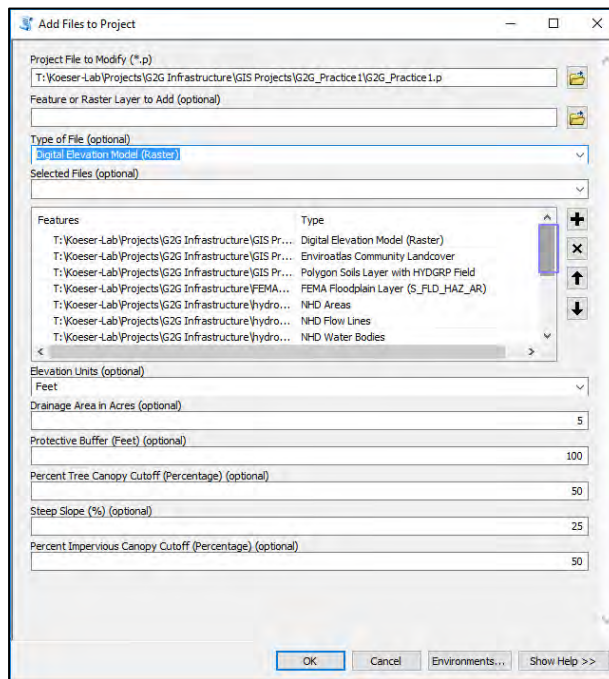 Add Files to Project
Project File to Modify (*.p)
T:\Koeser-Lab\Projects\G2G Infrastructure\GIS Projects\G2G_Practice1\G2G_Practice1.p
Feature or Raster Layer to Add (optional)
Type of File (optional)
Digital Elevation Model (Raster)
Selected Files (optional)
Features Type
T:\Koeser-Lab\Projects\G2G Infrastructure\GIS Pr... Digital Elevation Model (Raster)
T:\Koeser-Lab\Projects\G2G Infrastructure\GIS Pr... Enviroatlas Community Landcover
T:\Koeser-Lab\Projects\G2G Infrastructure\GIS Pr... Polygon Soils Layer with HYDGRP Field
T:\Koeser-Lab\Projects\G2G Infrastructure\FEMA... FEMA Floodplain Layer (S_FLD_HAZ_AR)
T:\Koeser-Lab\Projects\G2G Infrastructure\hydro... NHD Areas
T:\Koeser-Lab\Projects\G2G Infrastructure\hydro... NHD Flow Lines
T:\Koeser-Lab\Projects\G2G Infrastructure\hydro... NHD Water Bodies
Elevation Units (optional)
Feet
Drainage Area in Acres (optional)
5
Protective Buffer (Feet) (optional)
100
Percent Tree Canopy Cutoff (Percentage) (optional)
50
Steep Slope (%) (optional)
25
Percent Impervious Canopy Cutoff (Percentage) (optional)
50
OK Cancel Environments... Show Help >>